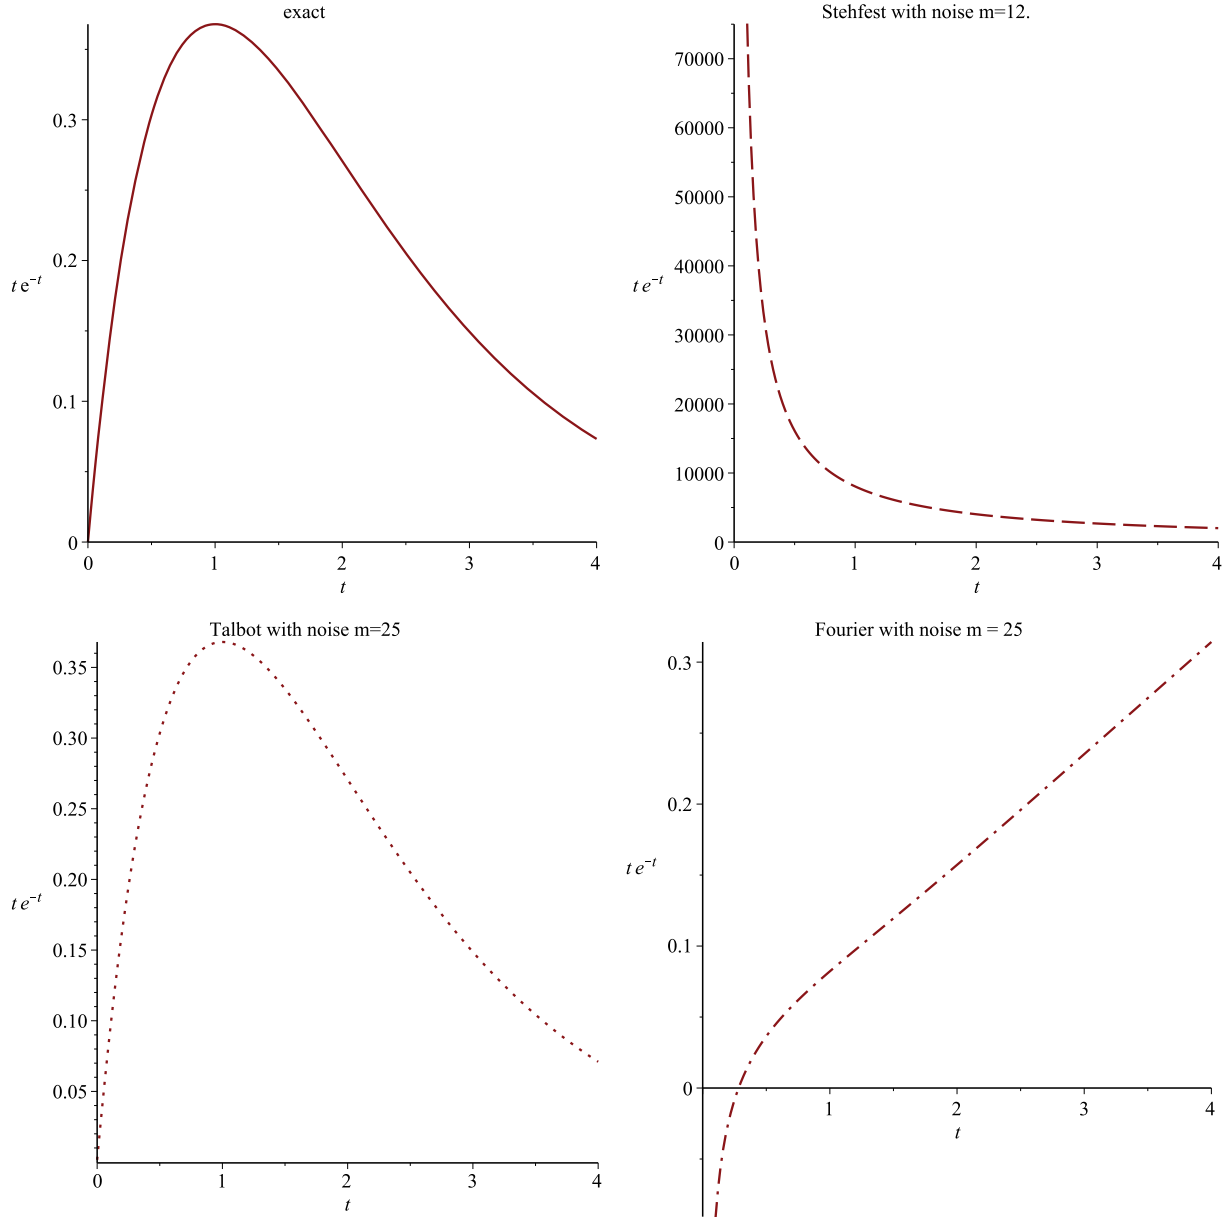 exact
0.3
0.2
t e⁻ᵗ
0.1
0
0 1 2 3 4
t
Stehfest with noise m=12.
70000
60000
50000
40000
t e⁻ᵗ
30000
20000
10000
0
0 1 2 3 4
t
Talbot with noise m=25
0.35
0.30
0.25
0.20
t e⁻ᵗ
0.15
0.10
0.05
0 1 2 3 4
t
Fourier with noise m = 25
0.3
0.2
t e⁻ᵗ
0.1
0
1 2 3 4
t